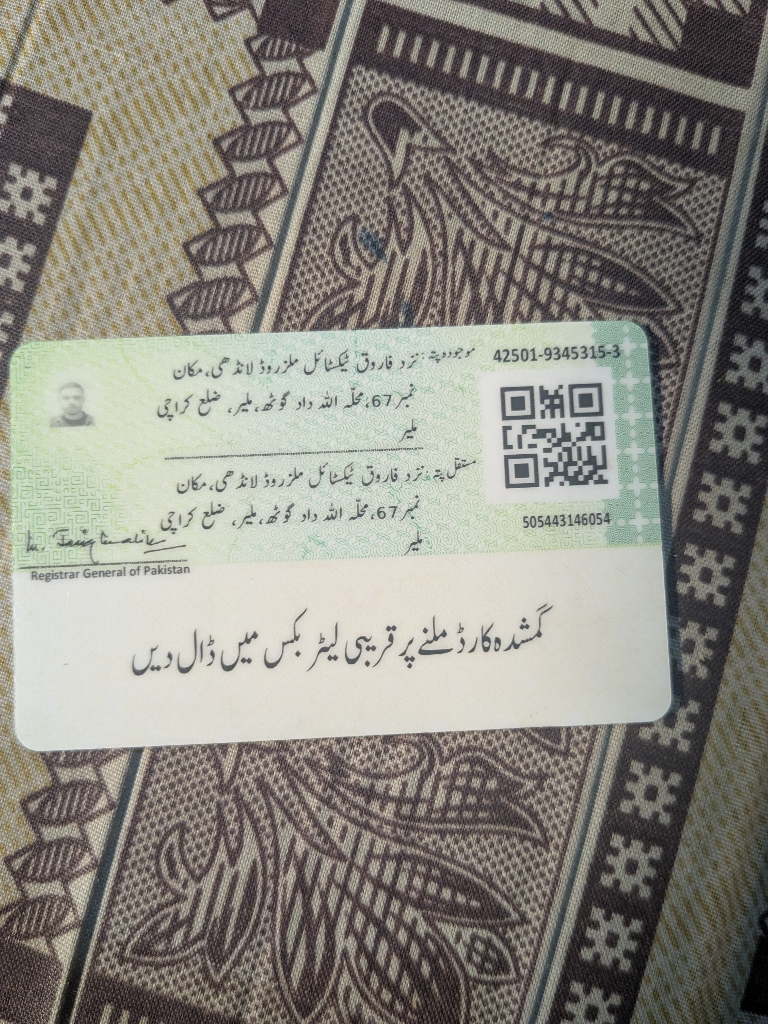 42501-9345315-3
موجودہ پتہ: نزد فاروق ٹیکسٹائل ملز روڈ لانڈھی، مکان
نمبر 67، محلّہ اللہ داد گوٹھ، ملیر، ضلع کراچی
ملیر
مستقل پتہ: نزد فاروق ٹیکسٹائل ملز روڈ لانڈھی، مکان
نمبر 67، محلّہ اللہ داد گوٹھ، ملیر، ضلع کراچی
ملیر
505443146054
Registrar General of Pakistan
گمشدہ کارڈ ملنے پر قریبی لیٹر بکس میں ڈال دیں